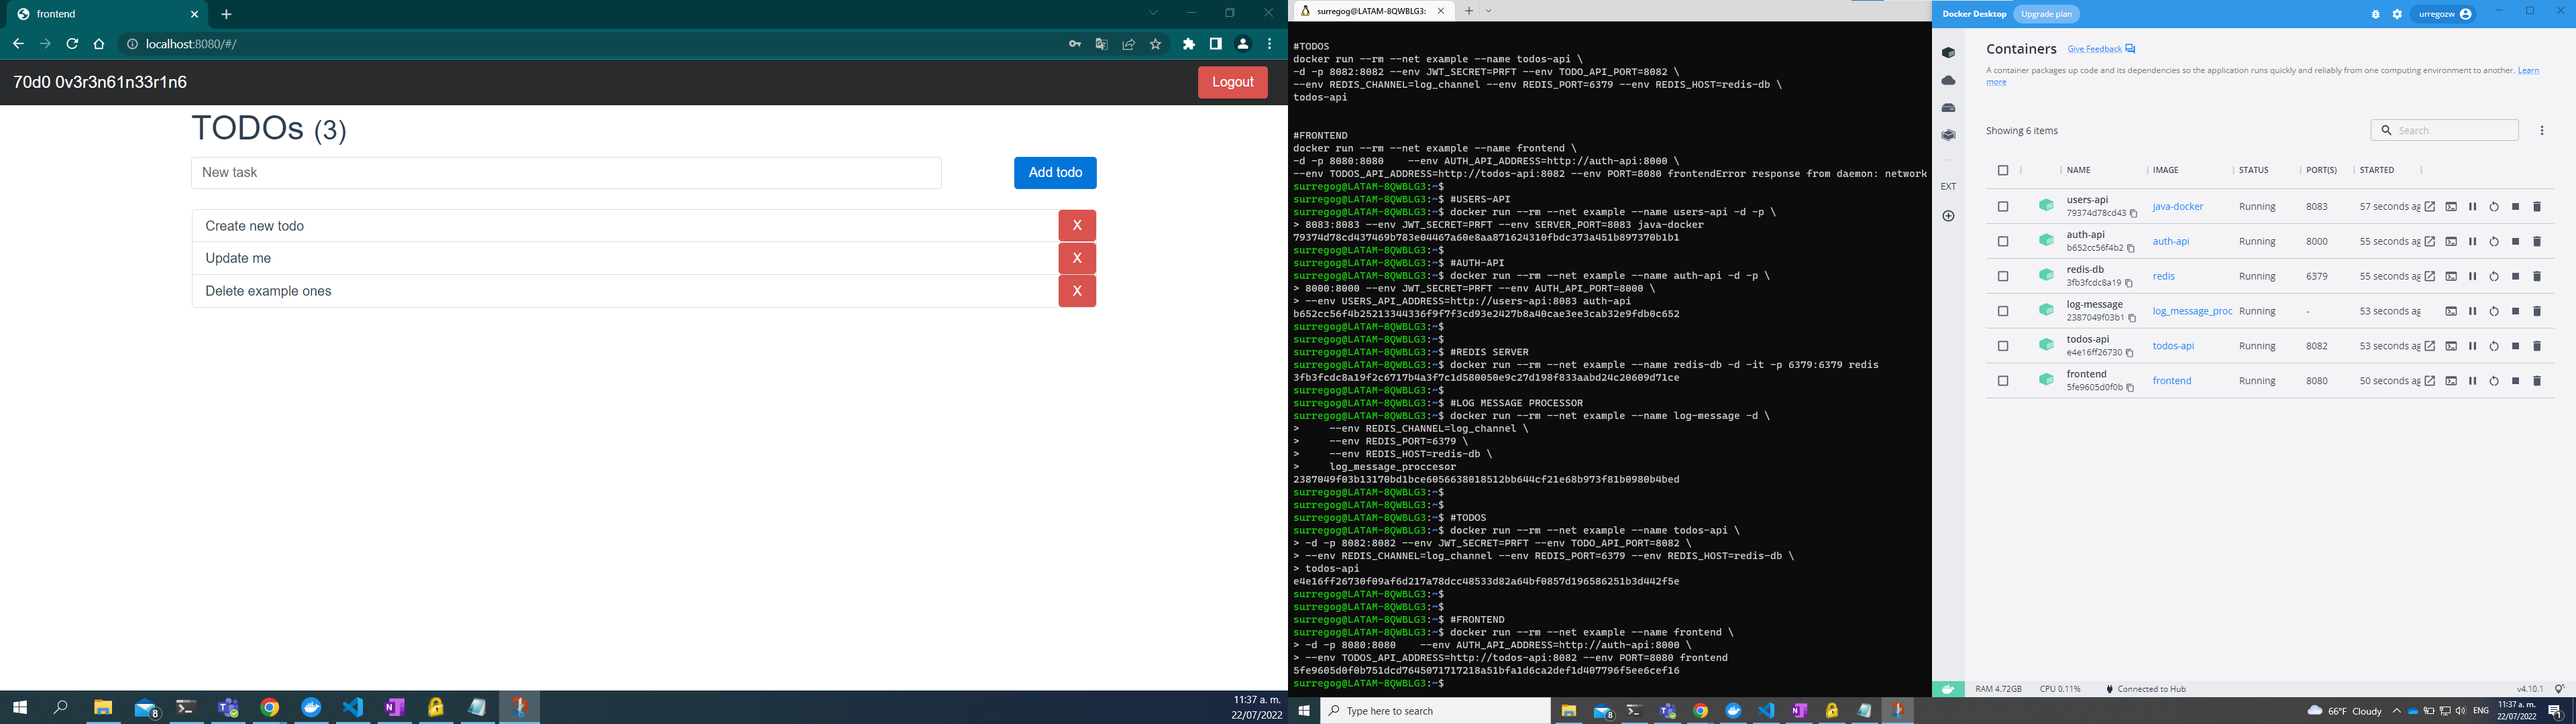 frontend
localhost:8080/#/
70d0 0v3r3n61n33r1n6
Logout
TODOs (3)
New task
Add todo
Create new todo
X
Update me
X
Delete example ones
X
8
11:37 a. m.
22/07/2022
surregog@LATAM-8QWBLG3:
#TODOS
docker run --rm --net example --name todos-api \
-d -p 8082:8082 --env JWT_SECRET=PRFT --env TODO_API_PORT=8082 \
--env REDIS_CHANNEL=log_channel --env REDIS_PORT=6379 --env REDIS_HOST=redis-db \
todos-api
#FRONTEND
docker run --rm --net example --name frontend \
-d -p 8080:8080    --env AUTH_API_ADDRESS=http://auth-api:8000 \
--env TODOS_API_ADDRESS=http://todos-api:8082 --env PORT=8080 frontendError response from daemon: network
surregog@LATAM-8QWBLG3:~$
surregog@LATAM-8QWBLG3:~$ #USERS-API
surregog@LATAM-8QWBLG3:~$ docker run --rm --net example --name users-api -d -p \
> 8083:8083 --env JWT_SECRET=PRFT --env SERVER_PORT=8083 java-docker
79374d78cd437469b783e04467a60e8aa871624310fbdc373a451b897370b1b1
surregog@LATAM-8QWBLG3:~$
surregog@LATAM-8QWBLG3:~$ #AUTH-API
surregog@LATAM-8QWBLG3:~$ docker run --rm --net example --name auth-api -d -p \
> 8000:8000 --env JWT_SECRET=PRFT --env AUTH_API_PORT=8000 \
> --env USERS_API_ADDRESS=http://users-api:8083 auth-api
b652cc56f4b25213344336f9f7f3cd93e2427b8a40cae3ee3cab32e9fdb0c652
surregog@LATAM-8QWBLG3:~$
surregog@LATAM-8QWBLG3:~$
surregog@LATAM-8QWBLG3:~$ #REDIS SERVER
surregog@LATAM-8QWBLG3:~$ docker run --rm --net example --name redis-db -d -it -p 6379:6379 redis
3fb3fcdc8a19f2c6717b4a3f7c1d580050e9c27d198f833aabd24c20609d71ce
surregog@LATAM-8QWBLG3:~$
surregog@LATAM-8QWBLG3:~$ #LOG MESSAGE PROCESSOR
surregog@LATAM-8QWBLG3:~$ docker run --rm --net example --name log-message -d \
>     --env REDIS_CHANNEL=log_channel \
>     --env REDIS_PORT=6379 \
>     --env REDIS_HOST=redis-db \
>     log_message_proccesor
2387049f03b13170bd1bce6056638018512bb644cf21e68b973f81b0980b4bed
surregog@LATAM-8QWBLG3:~$
surregog@LATAM-8QWBLG3:~$
surregog@LATAM-8QWBLG3:~$ #TODOS
surregog@LATAM-8QWBLG3:~$ docker run --rm --net example --name todos-api \
> -d -p 8082:8082 --env JWT_SECRET=PRFT --env TODO_API_PORT=8082 \
> --env REDIS_CHANNEL=log_channel --env REDIS_PORT=6379 --env REDIS_HOST=redis-db \
> todos-api
e4e16ff26730f09af6d217a78dcc48533d82a64bf0857d196586251b3d442f5e
surregog@LATAM-8QWBLG3:~$
surregog@LATAM-8QWBLG3:~$
surregog@LATAM-8QWBLG3:~$ #FRONTEND
surregog@LATAM-8QWBLG3:~$ docker run --rm --net example --name frontend \
> -d -p 8080:8080    --env AUTH_API_ADDRESS=http://auth-api:8000 \
> --env TODOS_API_ADDRESS=http://todos-api:8082 --env PORT=8080 frontend
5fe9605d0f0b751dcd7645071717218a51bfa1d6ca2def1d407796f5ee6cef16
surregog@LATAM-8QWBLG3:~$
Type here to search
8
Docker Desktop Upgrade plan urregozw
Containers Give Feedback
A container packages up code and its dependencies so the application runs quickly and reliably from one computing environment to another. Learn
more
Showing 6 items
Search
NAME IMAGE STATUS PORT(S) STARTED
EXT
users-api
79374d78cd43
java-docker Running 8083 57 seconds ag
auth-api
b652cc56f4b2
auth-api Running 8000 55 seconds ag
redis-db
3fb3fcdc8a19
redis Running 6379 55 seconds ag
log-message
2387049f03b1
log_message_proc Running - 53 seconds ag
todos-api
e4e16ff26730
todos-api Running 8082 53 seconds ag
frontend
5fe9605d0f0b
frontend Running 8080 50 seconds ag
RAM 4.72GB CPU 0.11% Connected to Hub v4.10.1
66°F Cloudy ENG
11:37 a. m.
22/07/2022